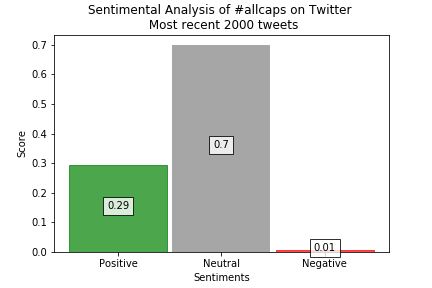 Sentimental Analysis of #allcaps on Twitter
Most recent 2000 tweets
0.7
0.6
0.5
0.4
0.3
0.2
0.1
0.0
Score
0.29
0.7
0.01
Positive Neutral Negative
Sentiments